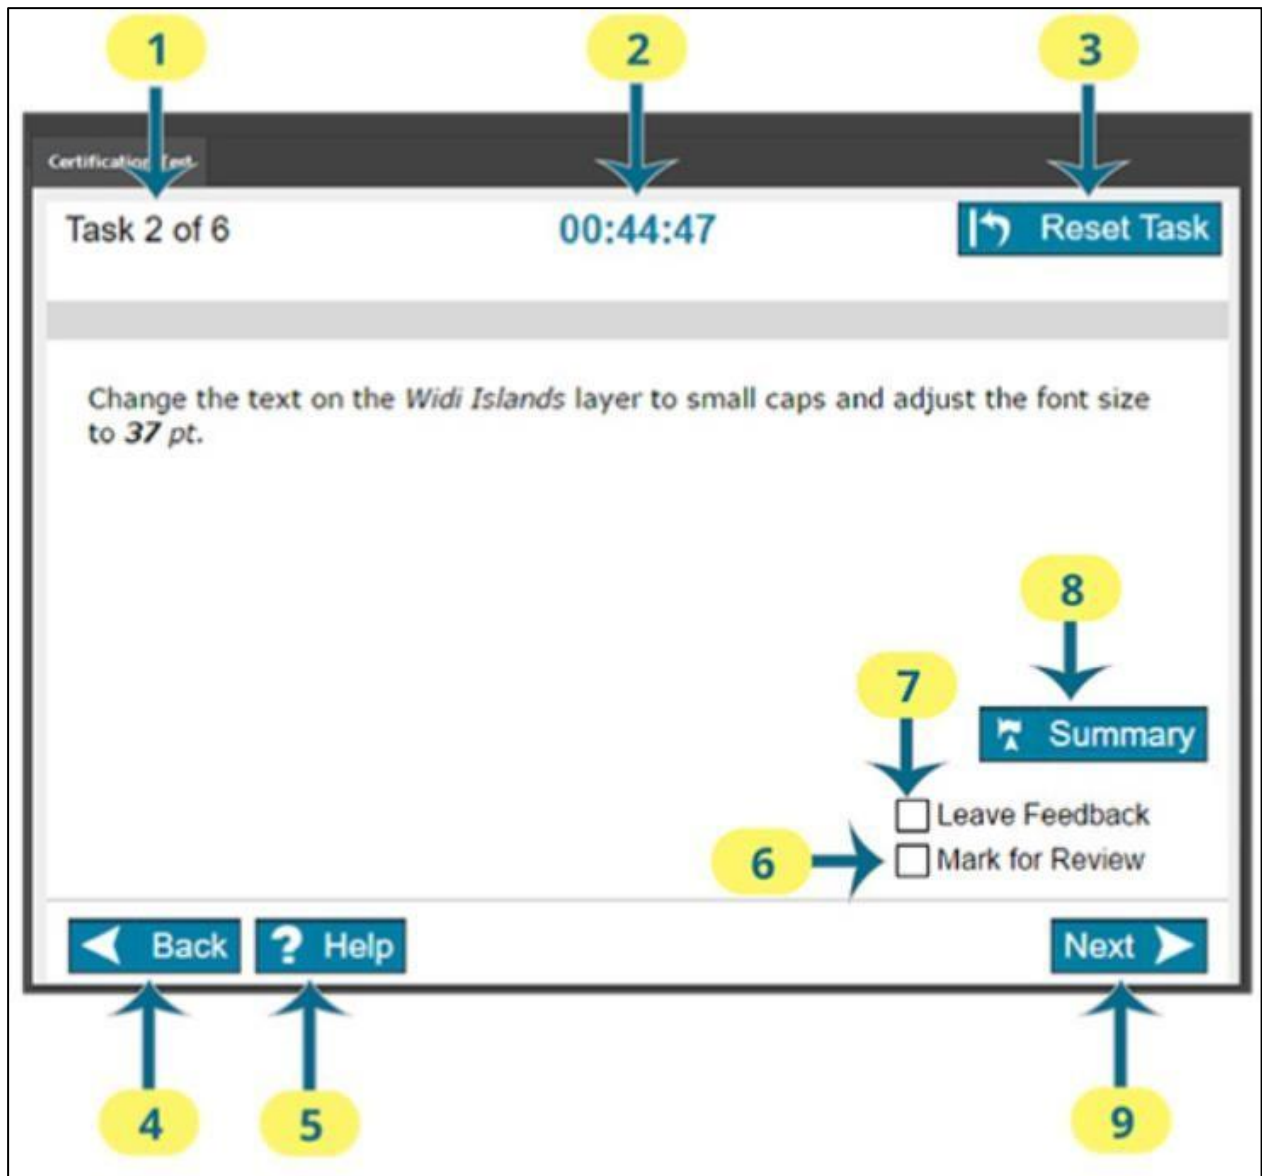 1
2
3
Certification Test
Task 2 of 6
00:44:47
Reset Task
Change the text on the Widi Islands layer to small caps and adjust the font size
to 37 pt.
8
7
Summary
Leave Feedback
6
Mark for Review
Back
? Help
Next
4
5
9